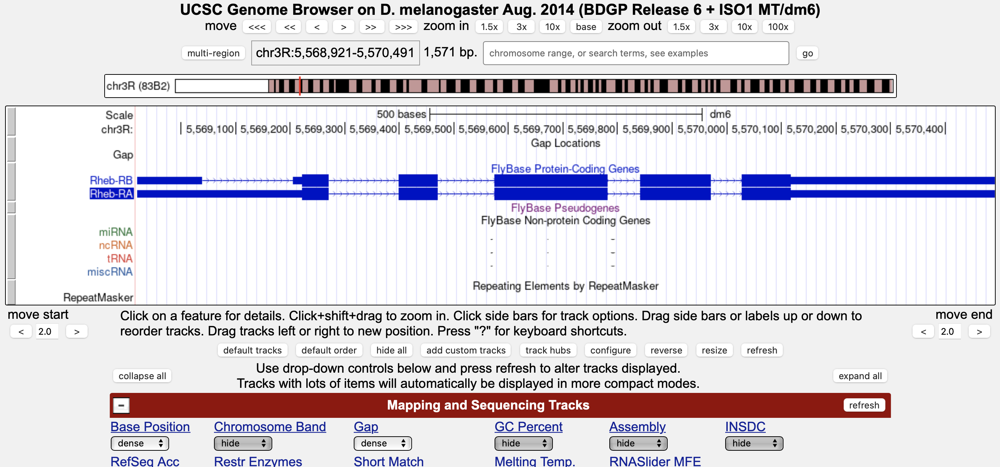 UCSC Genome Browser on D. melanogaster Aug. 2014 (BDGP Release 6 + ISO1 MT/dm6)
move <<< << < > >> >>> zoom in 1.5x 3x 10x base zoom out 1.5x 3x 10x 100x
multi-region chr3R:5,568,921-5,570,491 1,571 bp. chromosome range, or search terms, see examples go
chr3R (83B2)
Scale 500 bases dm6
chr3R: 5,569,100 5,569,200 5,569,300 5,569,400 5,569,500 5,569,600 5,569,700 5,569,800 5,569,900 5,570,000 5,570,100 5,570,200 5,570,300 5,570,400
Gap Locations
Gap
FlyBase Protein-Coding Genes
Rheb-RB
Rheb-RA
FlyBase Pseudogenes
FlyBase Non-protein Coding Genes
miRNA
ncRNA
tRNA
miscRNA
Repeating Elements by RepeatMasker
RepeatMasker
move start Click on a feature for details. Click+shift+drag to zoom in. Click side bars for track options. Drag side bars or labels up or down to move end
< 2.0 > reorder tracks. Drag tracks left or right to new position. Press "?" for keyboard shortcuts. < 2.0 >
default tracks default order hide all add custom tracks track hubs configure reverse resize refresh
collapse all Use drop-down controls below and press refresh to alter tracks displayed. expand all
Tracks with lots of items will automatically be displayed in more compact modes.
- Mapping and Sequencing Tracks refresh
Base Position Chromosome Band Gap GC Percent Assembly INSDC
dense hide dense hide hide hide
RefSeq Acc Restr Enzymes Short Match Melting Temp. RNASlider MFE